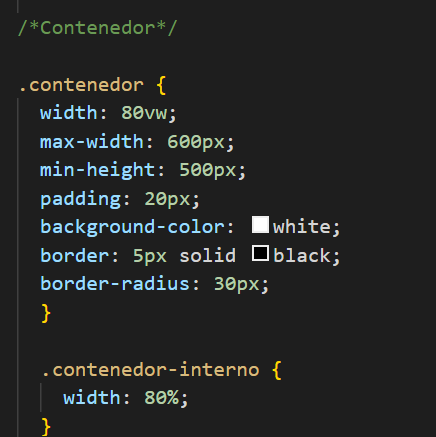 /*Contenedor*/
.contenedor {
width: 80vw;
max-width: 600px;
min-height: 500px;
padding: 20px;
background-color: white;
border: 5px solid black;
border-radius: 30px;
}
.contenedor-interno {
width: 80%;
}